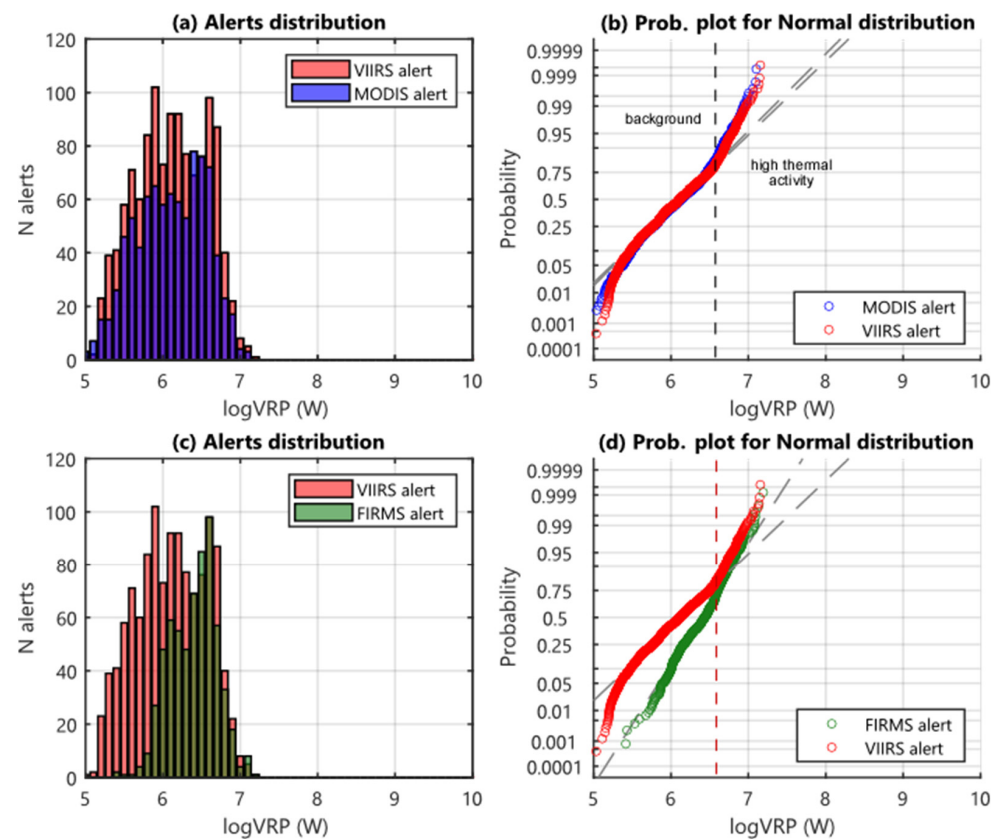 (a) Alerts distribution
120
100
80
60
40
20
0
N alerts
VIIRS alert
MODIS alert
5 6 7 8 9 10
logVRP (W)
(b) Prob. plot for Normal distribution
0.9999
0.999
0.99
0.95
0.75
0.5
0.25
0.05
0.01
0.001
0.0001
Probability
background
high thermal
activity
MODIS alert
VIIRS alert
5 6 7 8 9 10
logVRP (W)
(c) Alerts distribution
120
100
80
60
40
20
0
N alerts
VIIRS alert
FIRMS alert
5 6 7 8 9 10
logVRP (W)
(d) Prob. plot for Normal distribution
0.9999
0.999
0.99
0.95
0.75
0.5
0.25
0.05
0.01
0.001
0.0001
Probability
FIRMS alert
VIIRS alert
5 6 7 8 9 10
logVRP (W)